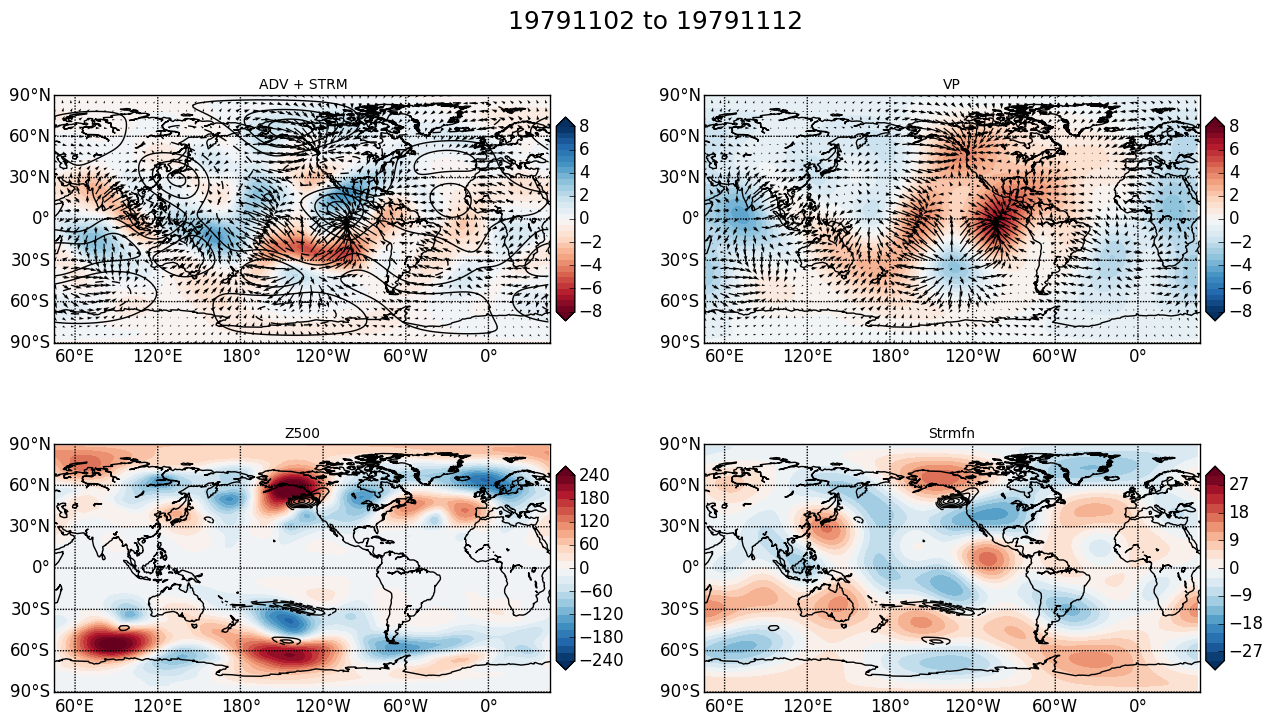 19791102 to 19791112
ADV + STRM
90°N
60°N
30°N
0°
30°S
60°S
90°S
60°E 120°E 180° 120°W 60°W 0°
8
6
4
2
0
−2
−4
−6
−8
VP
90°N
60°N
30°N
0°
30°S
60°S
90°S
60°E 120°E 180° 120°W 60°W 0°
8
6
4
2
0
−2
−4
−6
−8
Z500
90°N
60°N
30°N
0°
30°S
60°S
90°S
60°E 120°E 180° 120°W 60°W 0°
240
180
120
60
0
−60
−120
−180
−240
Strmfn
90°N
60°N
30°N
0°
30°S
60°S
90°S
60°E 120°E 180° 120°W 60°W 0°
27
18
9
0
−9
−18
−27